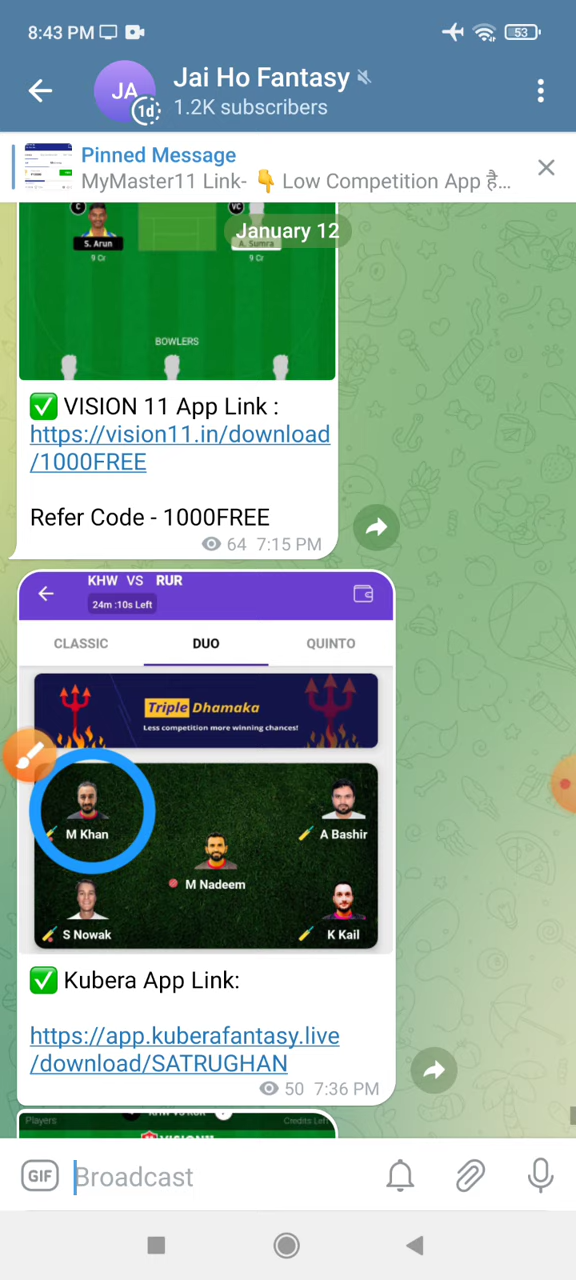 8:43 PM
53
JA
1d
Jai Ho Fantasy
1.2K subscribers
Pinned Message
MyMaster11 Link- 👇 Low Competition App है...
January 12
C
VC
S. Arun
A. Sumra
9 Cr
9 Cr
BOWLERS
✅ VISION 11 App Link :
https://vision11.in/download
/1000FREE
Refer Code - 1000FREE
64 7:15 PM
KHW VS RUR
24m :10s Left
CLASSIC DUO QUINTO
Triple Dhamaka
Less competition more winning chances!
M Khan
A Bashir
M Nadeem
S Nowak
K Kail
✅ Kubera App Link:
https://app.kuberafantasy.live
/download/SATRUGHAN
50 7:36 PM
Players
Credits Left
GIF
Broadcast